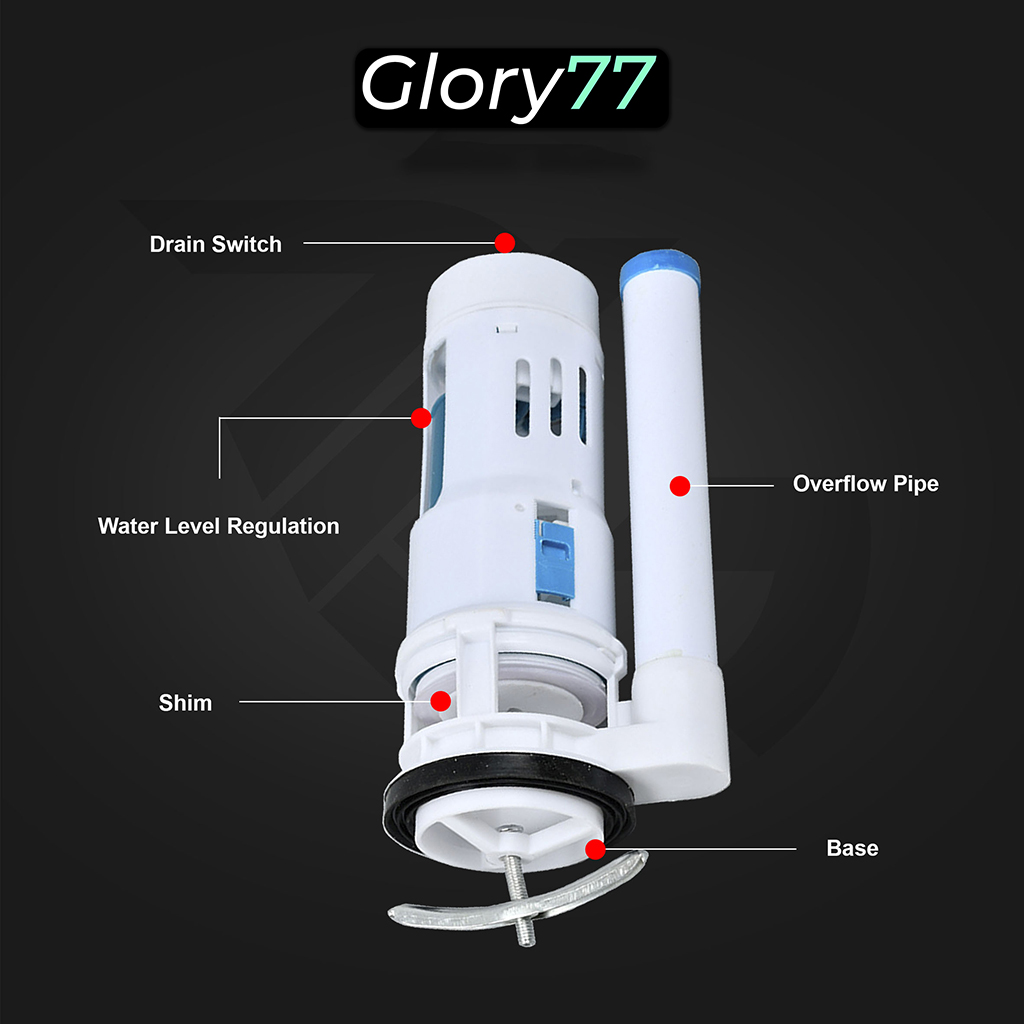 Glory77
Drain Switch
Overflow Pipe
Water Level Regulation
Shim
Base